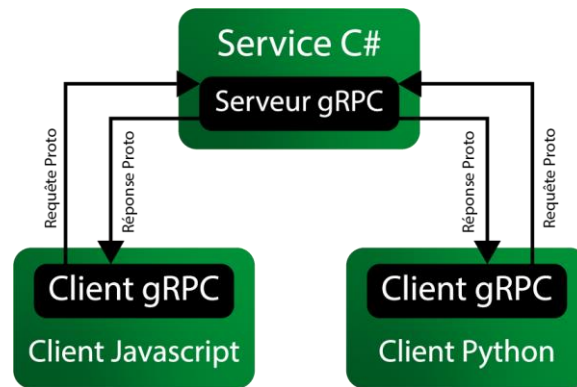 Service C#
Serveur gRPC
Requête Proto
Réponse Proto
Réponse Proto
Requête Proto
Client gRPC
Client Javascript
Client gRPC
Client Python